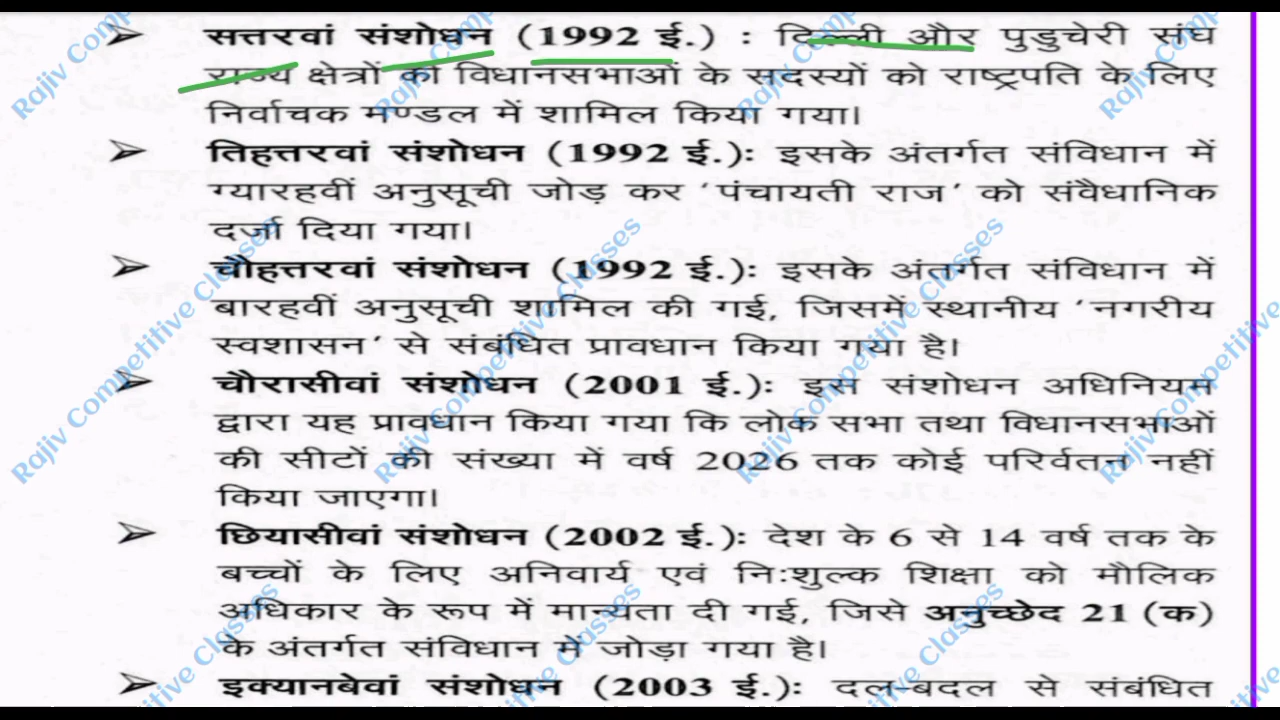 ➢ सत्तरवां संशोधन (1992 ई.) : दिल्ली और पुडुचेरी संघ
राज्य क्षेत्रों की विधानसभाओं के सदस्यों को राष्ट्रपति के लिए
निर्वाचक मण्डल में शामिल किया गया।
➢ तिहत्तरवां संशोधन (1992 ई.): इसके अंतर्गत संविधान में
ग्यारहवीं अनुसूची जोड़ कर ‘पंचायती राज’ को संवैधानिक
दर्जा दिया गया।
➢ चौहत्तरवां संशोधन (1992 ई.): इसके अंतर्गत संविधान में
बारहवीं अनुसूची शामिल की गई, जिसमें स्थानीय ‘नगरीय
स्वशासन’ से संबंधित प्रावधान किया गया है।
➢ चौरासीवां संशोधन (2001 ई.): इस संशोधन अधिनियम
द्वारा यह प्रावधान किया गया कि लोक सभा तथा विधानसभाओं
की सीटों की संख्या में वर्ष 2026 तक कोई परिर्वतन नहीं
किया जाएगा।
➢ छियासीवां संशोधन (2002 ई.): देश के 6 से 14 वर्ष तक के
बच्चों के लिए अनिवार्य एवं निःशुल्क शिक्षा को मौलिक
अधिकार के रूप में मान्यता दी गई, जिसे अनुच्छेद 21 (क)
के अंतर्गत संविधान में जोड़ा गया है।
➢ इक्यानबेवां संशोधन (2003 ई.): दल-बदल से संबंधित
Rajiv Competitive Classes